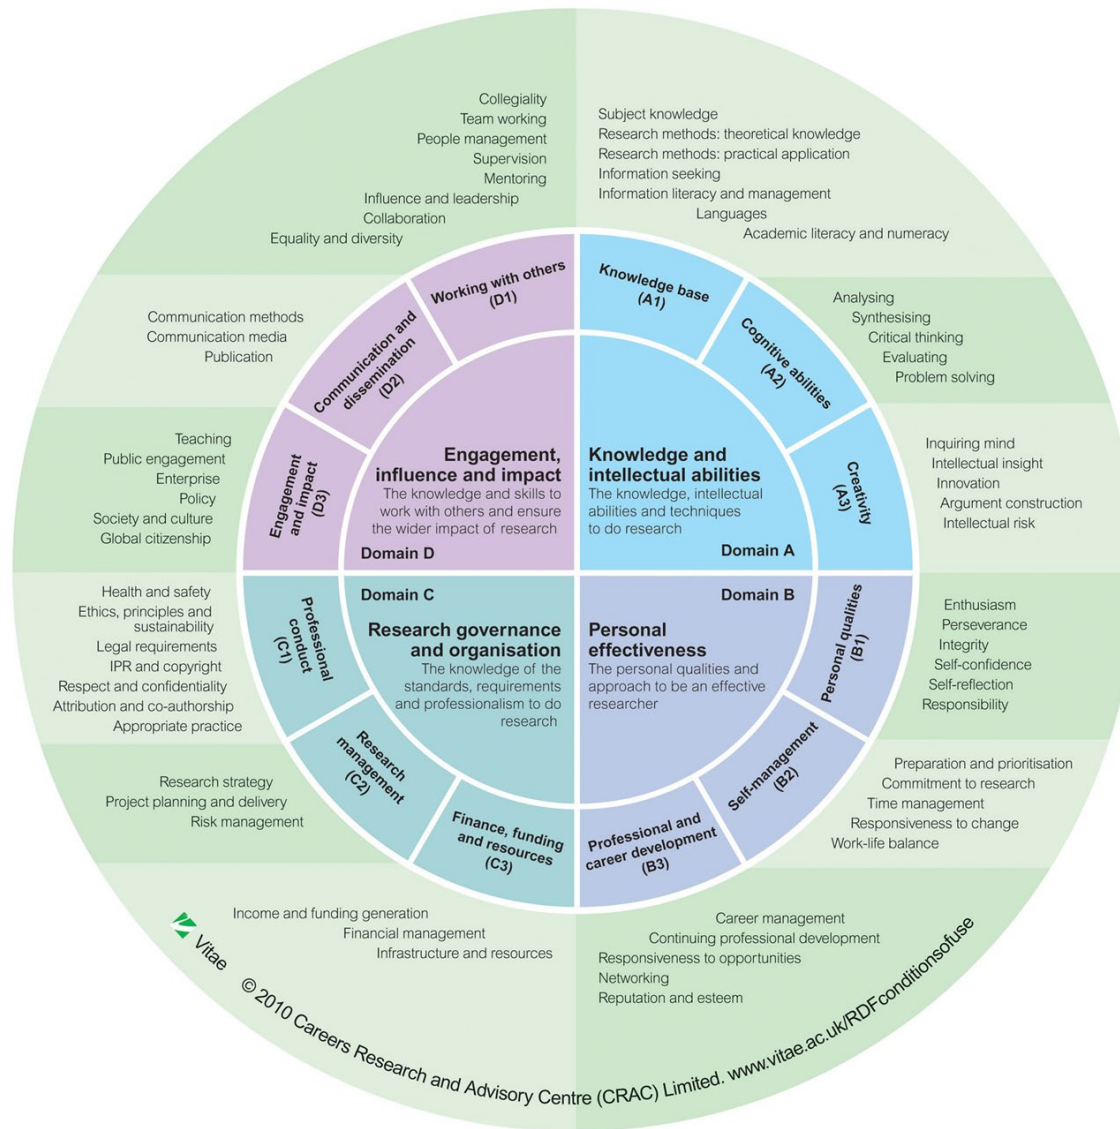 Collegiality
Team working
People management
Supervision
Mentoring
Influence and leadership
Collaboration
Equality and diversity
Subject knowledge
Research methods: theoretical knowledge
Research methods: practical application
Information seeking
Information literacy and management
Languages
Academic literacy and numeracy
Working with others
(D1)
Knowledge base
(A1)
Communication methods
Communication media
Publication
Communication and
dissemination
(D2)
Cognitive abilities
(A2)
Analysing
Synthesising
Critical thinking
Evaluating
Problem solving
Teaching
Public engagement
Enterprise
Policy
Society and culture
Global citizenship
Engagement
and impact
(D3)
Engagement,
influence and impact
The knowledge and skills to
work with others and ensure
the wider impact of research
Domain D
Knowledge and
intellectual abilities
The knowledge, intellectual
abilities and techniques
to do research
Domain A
Creativity
(A3)
Inquiring mind
Intellectual insight
Innovation
Argument construction
Intellectual risk
Health and safety
Ethics, principles and
sustainability
Legal requirements
IPR and copyright
Respect and confidentiality
Attribution and co-authorship
Appropriate practice
Professional
conduct
(C1)
Domain C
Research governance
and organisation
The knowledge of the
standards, requirements
and professionalism to do
research
Domain B
Personal
effectiveness
The personal qualities and
approach to be an effective
researcher
Personal qualities
(B1)
Enthusiasm
Perseverance
Integrity
Self-confidence
Self-reflection
Responsibility
Research strategy
Project planning and delivery
Risk management
Research
management
(C2)
Self-management
(B2)
Preparation and prioritisation
Commitment to research
Time management
Responsiveness to change
Work-life balance
Finance, funding
and resources
(C3)
Professional and
career development
(B3)
Income and funding generation
Financial management
Infrastructure and resources
Career management
Continuing professional development
Responsiveness to opportunities
Networking
Reputation and esteem
Vitae © 2010 Careers Research and Advisory Centre (CRAC) Limited. www.vitae.ac.uk/RDFconditionsofuse